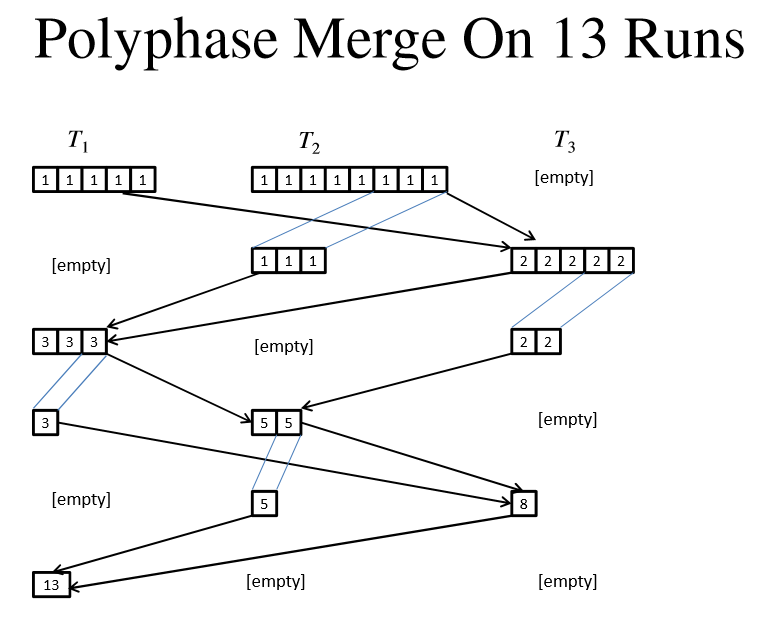 Polyphase Merge On 13 Runs
T1 T2 T3
1 1 1 1 1 1 1 1 1 1 1 1 1 [empty]
[empty] 1 1 1 2 2 2 2 2
3 3 3 [empty] 2 2
3 5 5 [empty]
[empty] 5 8
13 [empty] [empty]